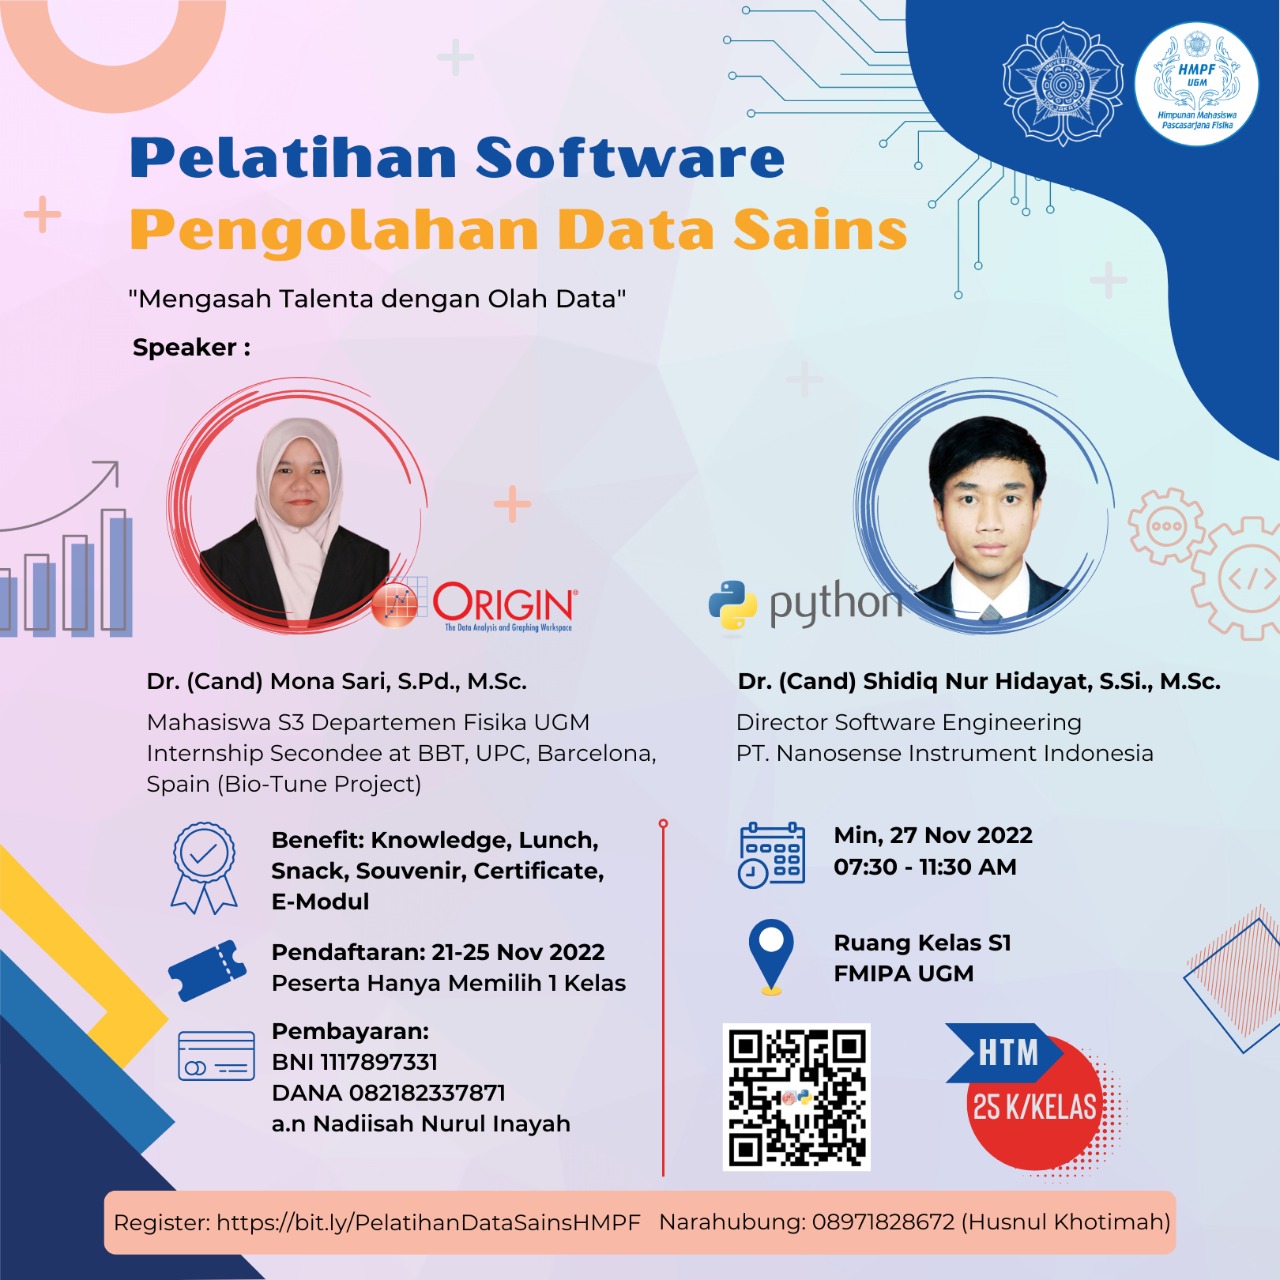 UNIVERSITAS GADJAH MADA
HMPF
UGM
Himpunan Mahasiswa
Pascasarjana Fisika
Pelatihan Software
Pengolahan Data Sains
"Mengasah Talenta dengan Olah Data"
Speaker :
ORIGIN®
The Data Analysis and Graphing Workspace
python™
Dr. (Cand) Mona Sari, S.Pd., M.Sc.
Mahasiswa S3 Departemen Fisika UGM
Internship Secondee at BBT, UPC, Barcelona,
Spain (Bio-Tune Project)
Dr. (Cand) Shidiq Nur Hidayat, S.Si., M.Sc.
Director Software Engineering
PT. Nanosense Instrument Indonesia
Benefit: Knowledge, Lunch,
Snack, Souvenir, Certificate,
E-Modul
Pendaftaran: 21-25 Nov 2022
Peserta Hanya Memilih 1 Kelas
Pembayaran:
BNI 1117897331
DANA 082182337871
a.n Nadiisah Nurul Inayah
Min, 27 Nov 2022
07:30 - 11:30 AM
Ruang Kelas S1
FMIPA UGM
HTM
25 K/KELAS
Register: https://bit.ly/PelatihanDataSainsHMPF Narahubung: 08971828672 (Husnul Khotimah)